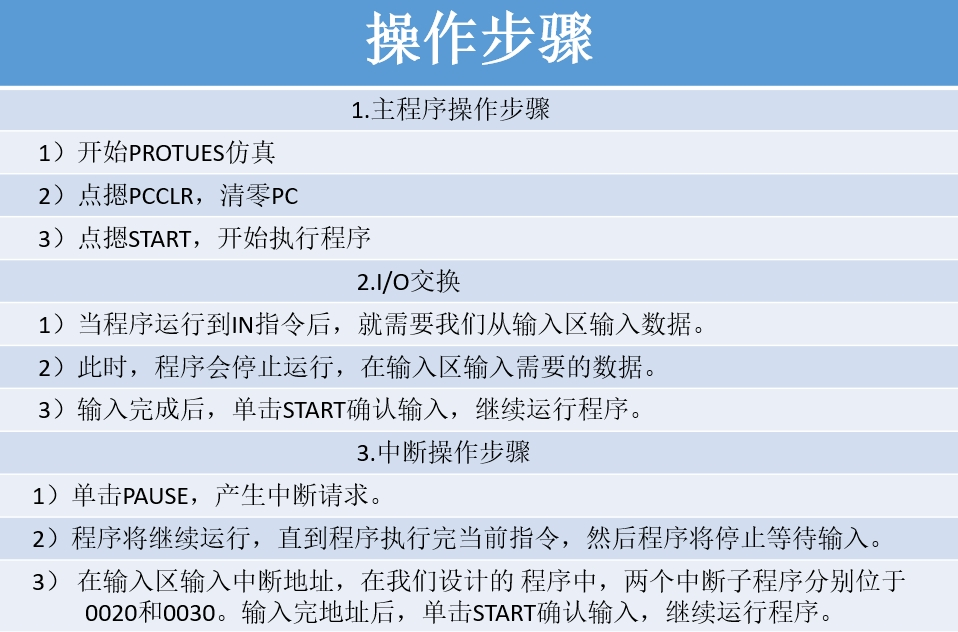 操作步骤
1.主程序操作步骤
1）开始PROTUES仿真
2）点摁PCCLR，清零PC
3）点摁START，开始执行程序
2.I/O交换
1）当程序运行到IN指令后，就需要我们从输入区输入数据。
2）此时，程序会停止运行，在输入区输入需要的数据。
3）输入完成后，单击START确认输入，继续运行程序。
3.中断操作步骤
1）单击PAUSE，产生中断请求。
2）程序将继续运行，直到程序执行完当前指令，然后程序将停止等待输入。
3） 在输入区输入中断地址，在我们设计的 程序中，两个中断子程序分别位于
0020和0030。输入完地址后，单击START确认输入，继续运行程序。